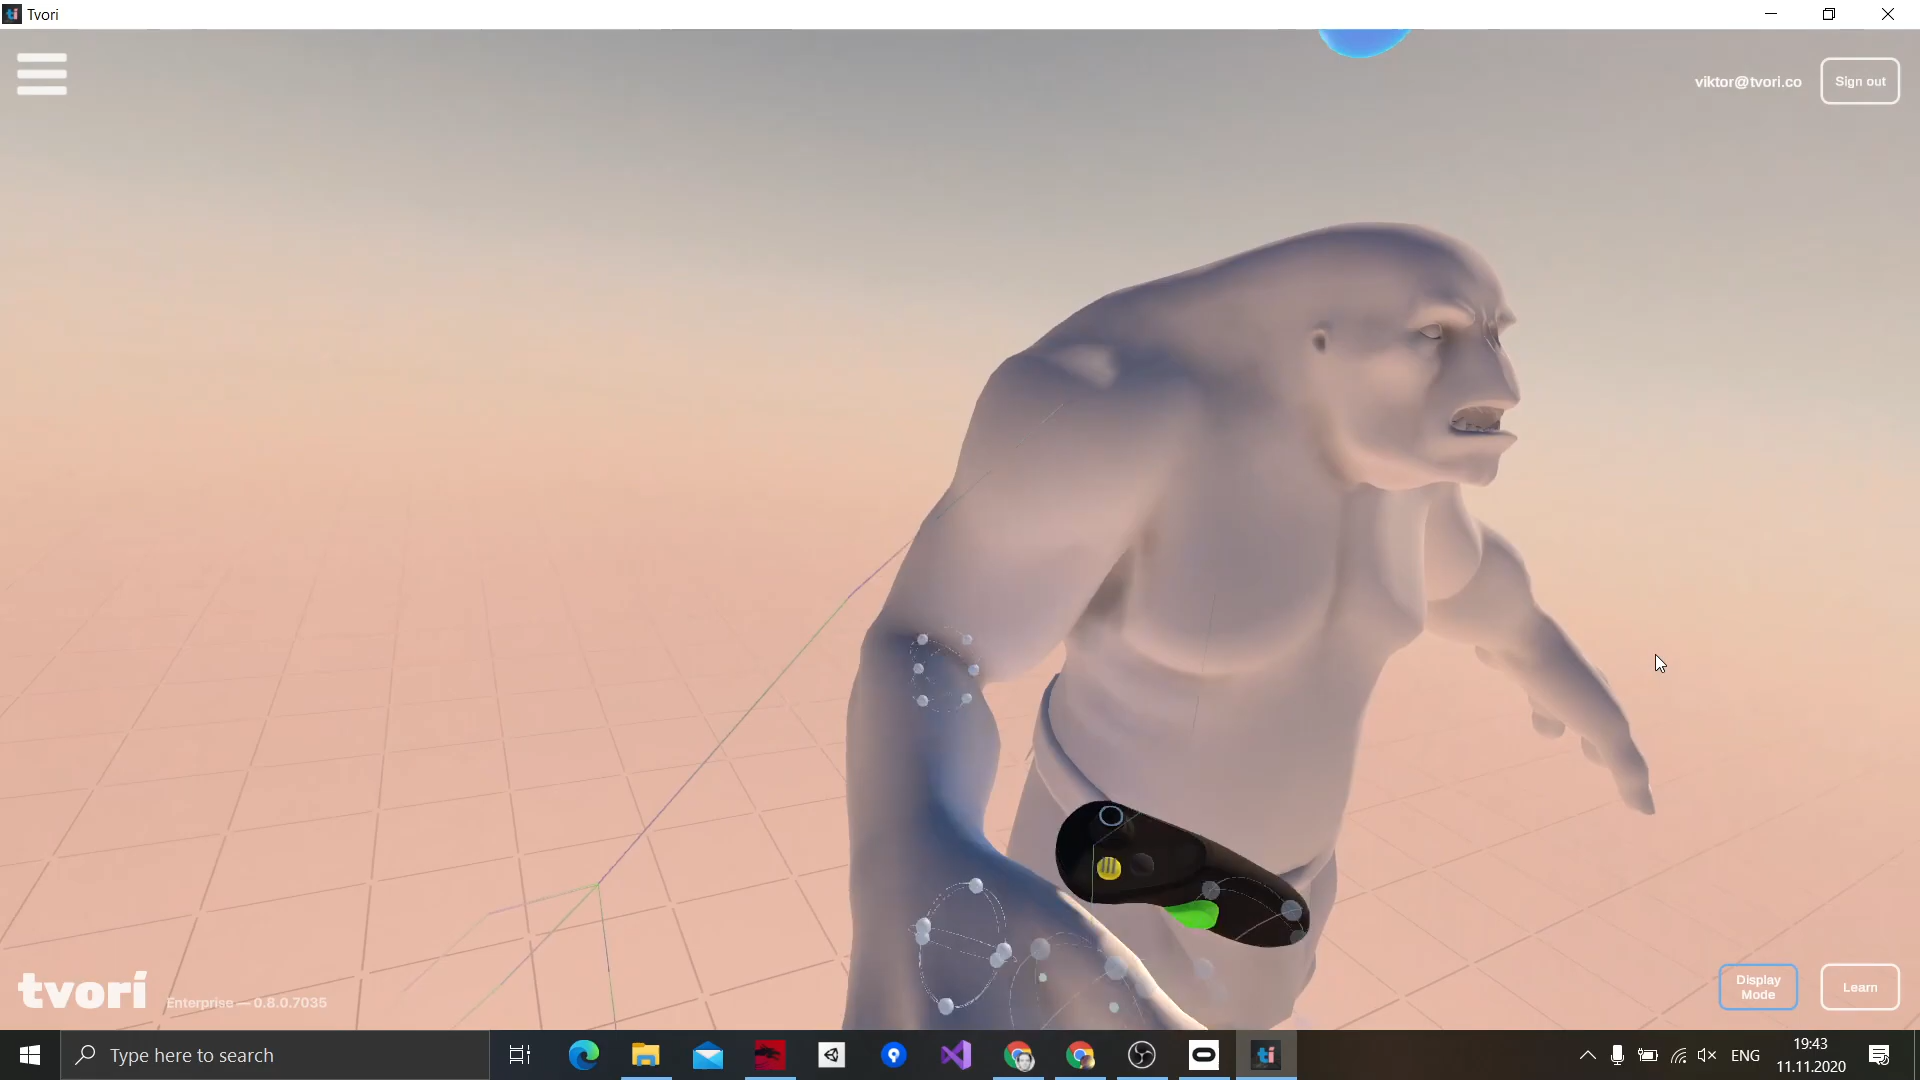 Tvori
viktor@tvori.co
Sign out
tvori
Enterprise — 0.8.0.7035
Display
Mode
Learn
Type here to search
ti
ENG
19:43
11.11.2020